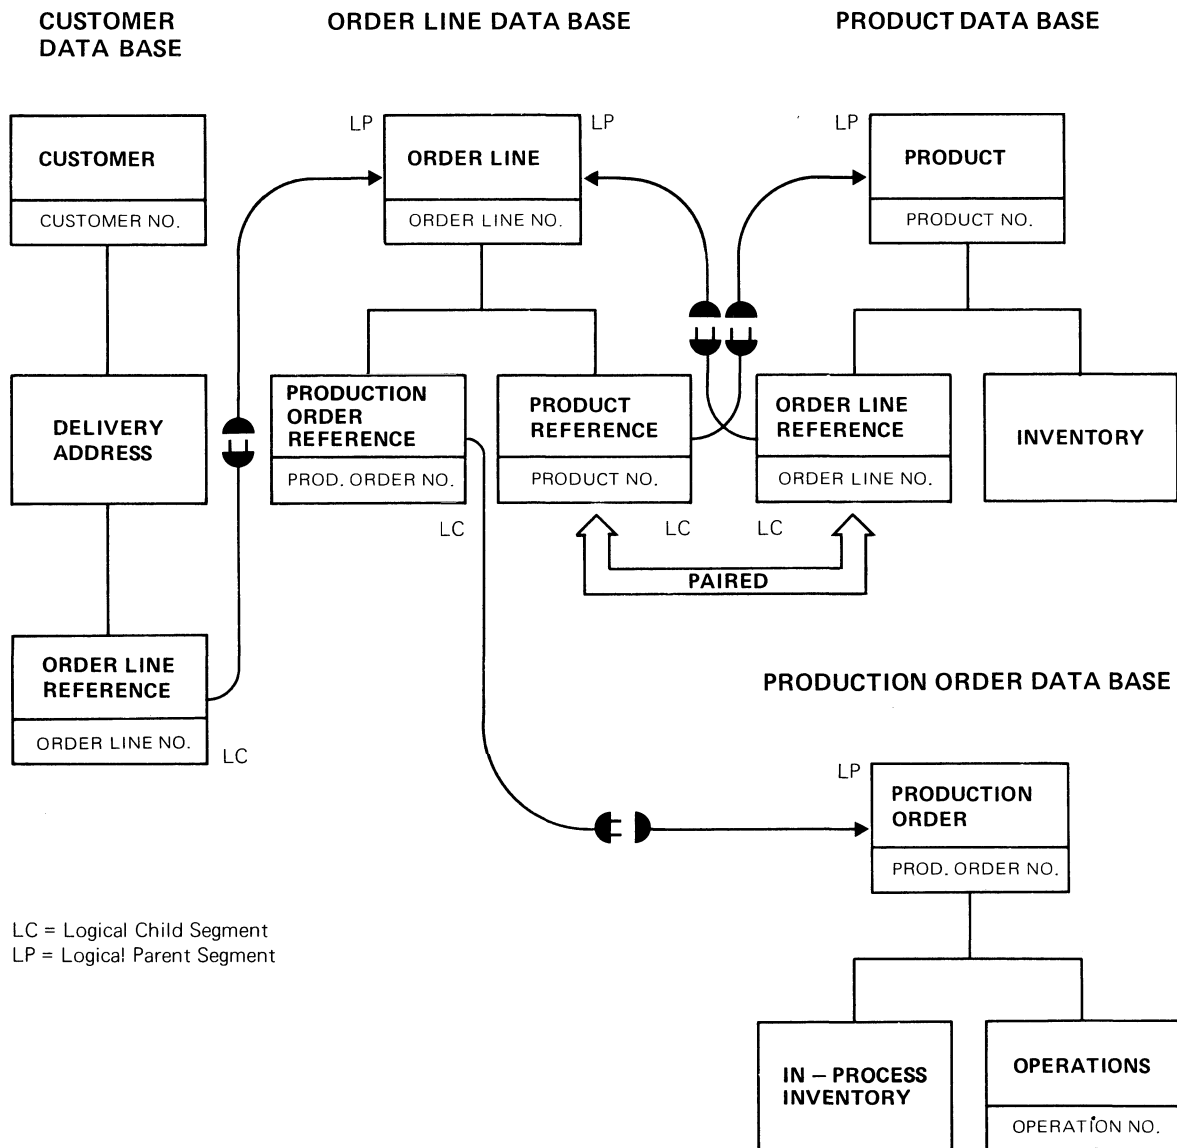 CUSTOMER
DATA BASE
ORDER LINE DATA BASE
PRODUCT DATA BASE
LP
LP
LP
CUSTOMER
CUSTOMER NO.
ORDER LINE
ORDER LINE NO.
PRODUCT
PRODUCT NO.
DELIVERY
ADDRESS
PRODUCTION
ORDER
REFERENCE
PROD. ORDER NO.
PRODUCT
REFERENCE
PRODUCT NO.
ORDER LINE
REFERENCE
ORDER LINE NO.
INVENTORY
LC
LC
LC
PAIRED
ORDER LINE
REFERENCE
ORDER LINE NO.
LC
PRODUCTION ORDER DATA BASE
LP
PRODUCTION
ORDER
PROD. ORDER NO.
LC = Logical Child Segment
LP = Logical Parent Segment
IN – PROCESS
INVENTORY
OPERATIONS
OPERATION NO.